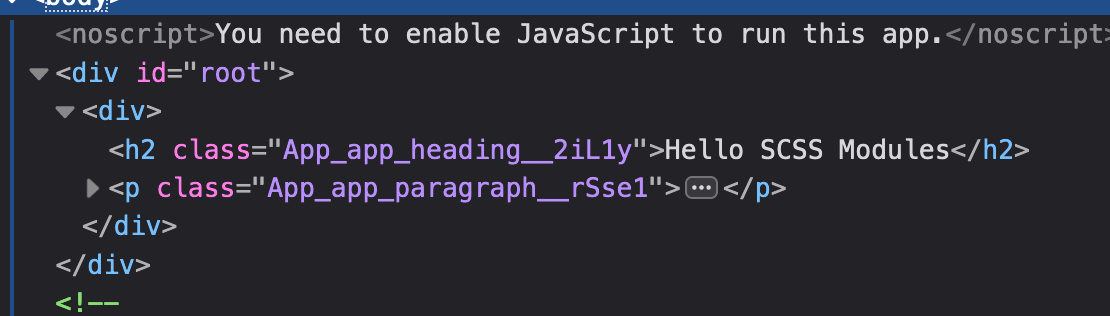 <body>
<noscript>You need to enable JavaScript to run this app.</noscript>
<div id="root">
<div>
<h2 class="App_app_heading__2iL1y">Hello SCSS Modules</h2>
<p class="App_app_paragraph__rSse1">…</p>
</div>
</div>
<!--